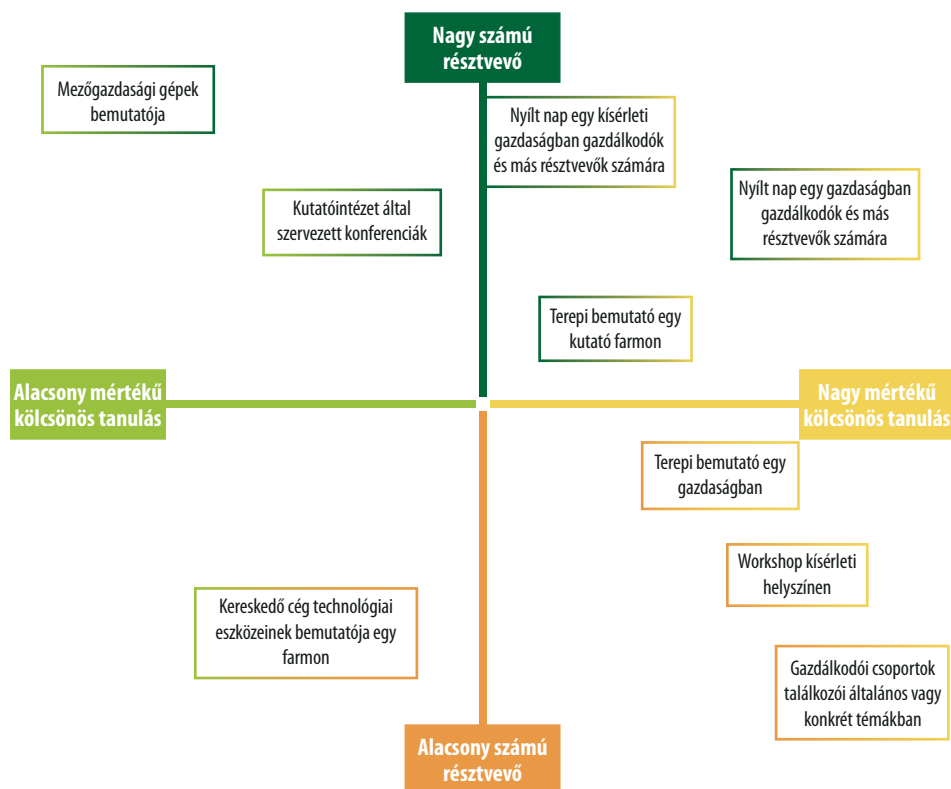 Nagy számú
résztvevő
Mezőgazdasági gépek
bemutatója
Nyílt nap egy kísérleti
gazdaságban gazdálkodók
és más résztvevők számára
Nyílt nap egy gazdaságban
gazdálkodók és más
résztvevők számára
Kutatóintézet által
szervezett konferenciák
Terepi bemutató egy
kutató farmon
Alacsony mértékű
kölcsönös tanulás
Nagy mértékű
kölcsönös tanulás
Terepi bemutató egy
gazdaságban
Workshop kísérleti
helyszínen
Kereskedő cég technológiai
eszközeinek bemutatója egy
farmon
Gazdálkodói csoportok
találkozói általános vagy
konkrét témákban
Alacsony számú
résztvevő